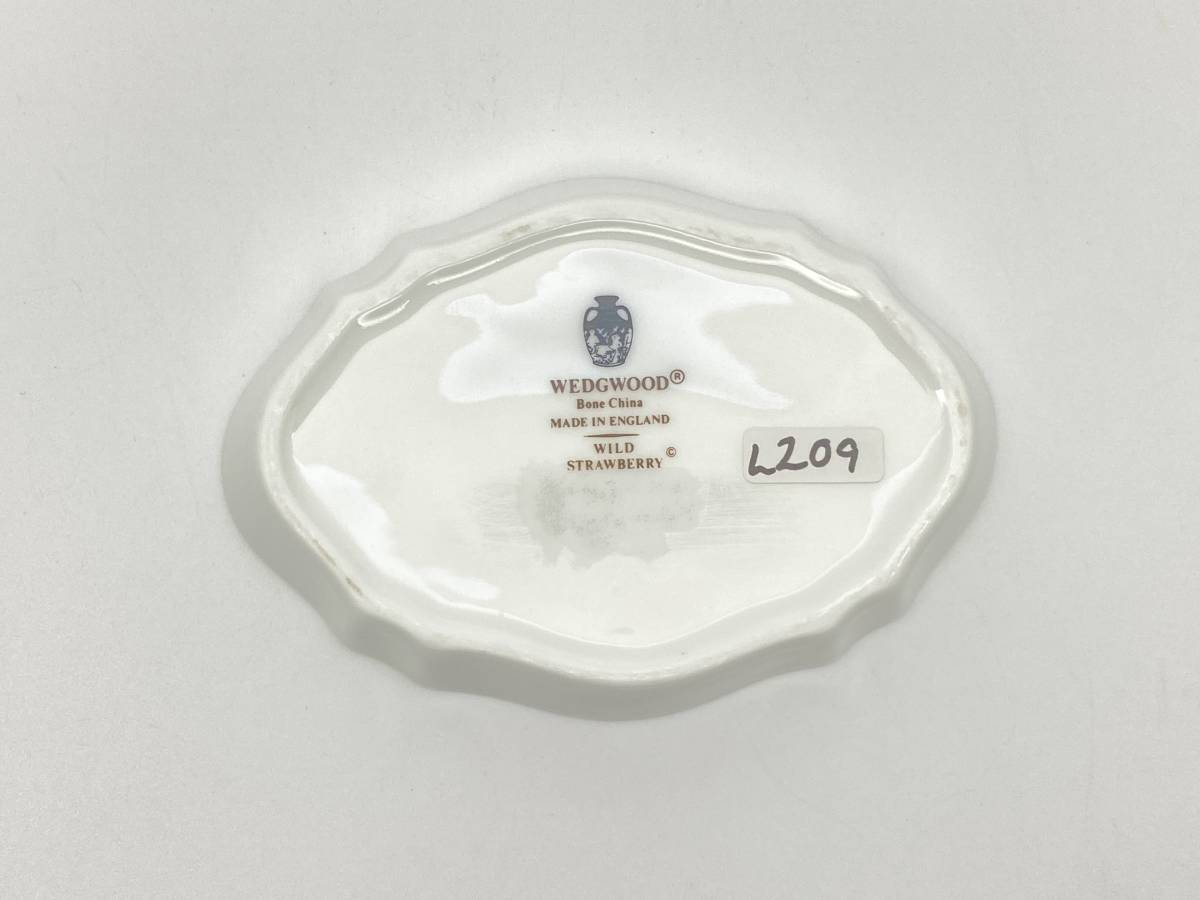 WEDGWOOD®
Bone China
MADE IN ENGLAND
WILD
STRAWBERRY ©
L209